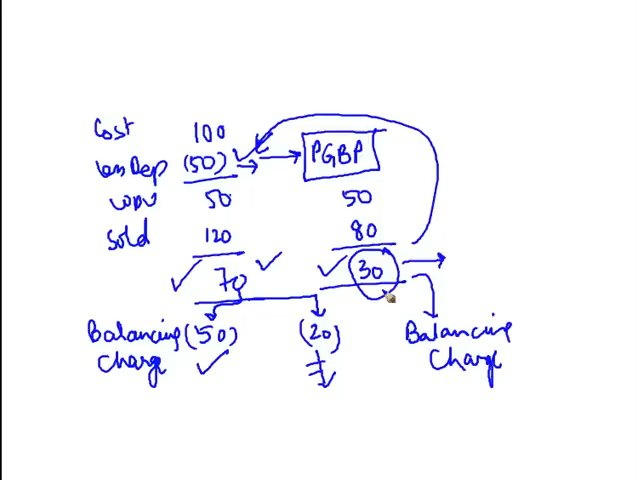 Cost 100
Less Dep (50) PGBP
WDV 50 50
Sold 120 80
70 30
Balancing (50) (20) Balancing
Charge Charge